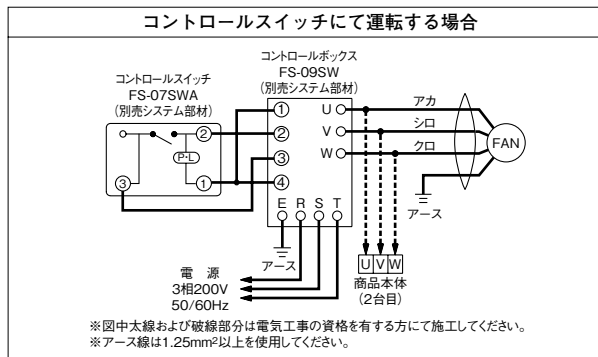 コントロールスイッチにて運転する場合
コントロールボックス
FS-09SW
(別売システム部材)
コントロールスイッチ
FS-07SWA
(別売システム部材)
②
P・L
③
①
①
②
③
④
U
V
W
E R S T
アカ
シロ
クロ
FAN
アース
アース
U V W
商品本体
(2台目)
電 源
3相200V
50/60Hz
※図中太線および破線部分は電気工事の資格を有する方にて施工してください。
※アース線は1.25mm²以上を使用してください。